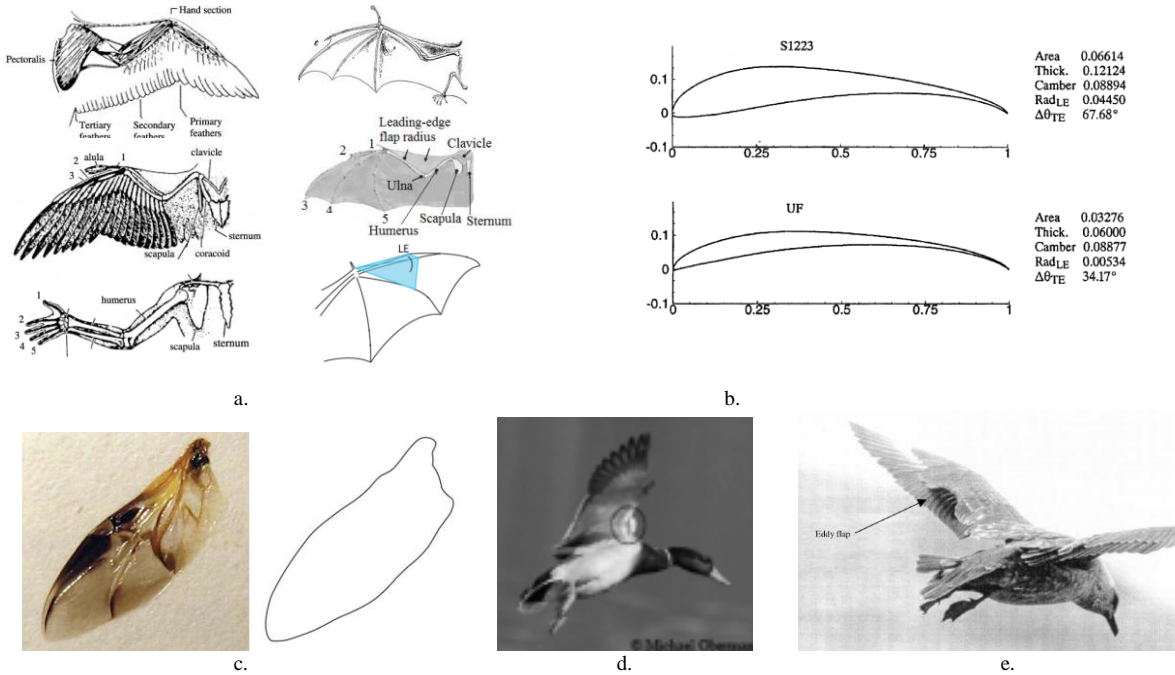 Hand section
Pectoralis
Tertiary
feathers
Secondary
feathers
Primary
feathers
alula
1
2
3
clavicle
sternum
scapula
coracoid
1
2
3
4
5
humerus
scapula
sternum
Leading-edge
flap radius
Clavicle
1
2
3
4
5
Ulna
Scapula
Humerus
Sternum
LE
a.
S1223
0.1
0
-0.1
0
0.25
0.5
0.75
1
Area 0.06614
Thick. 0.12124
Camber 0.08894
RadLE 0.04450
ΔθTE 67.68°
UF
0.1
0
-0.1
0
0.25
0.5
0.75
1
Area 0.03276
Thick. 0.06000
Camber 0.08877
RadLE 0.00534
ΔθTE 34.17°
b.
c.
© Michael Oberman
d.
Eddy flap
e.